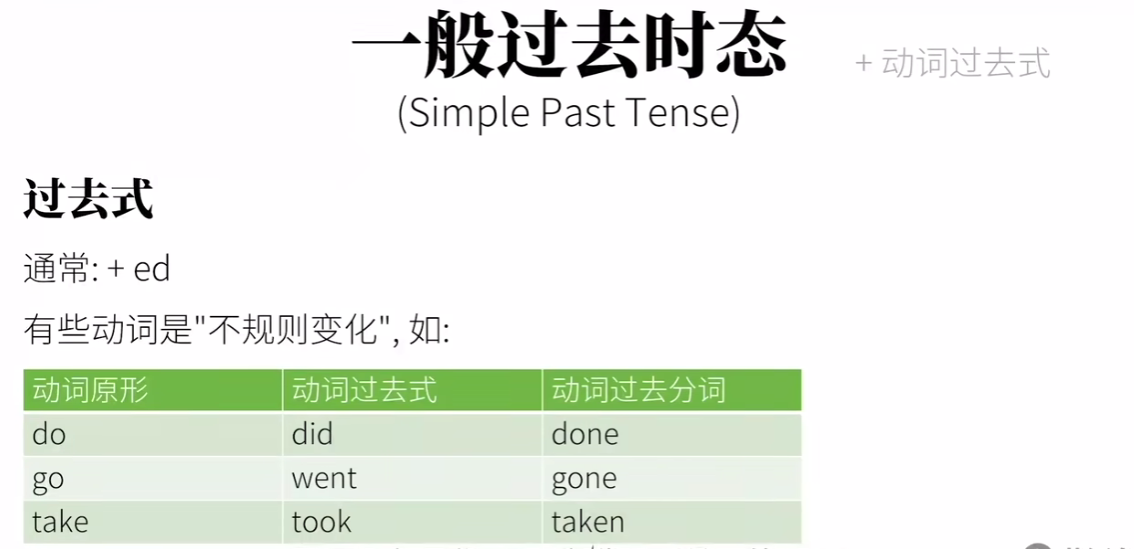 一般过去时态
+ 动词过去式
(Simple Past Tense)
过去式
通常: + ed
有些动词是"不规则变化", 如:
动词原形 动词过去式 动词过去分词
do did done
go went gone
take took taken